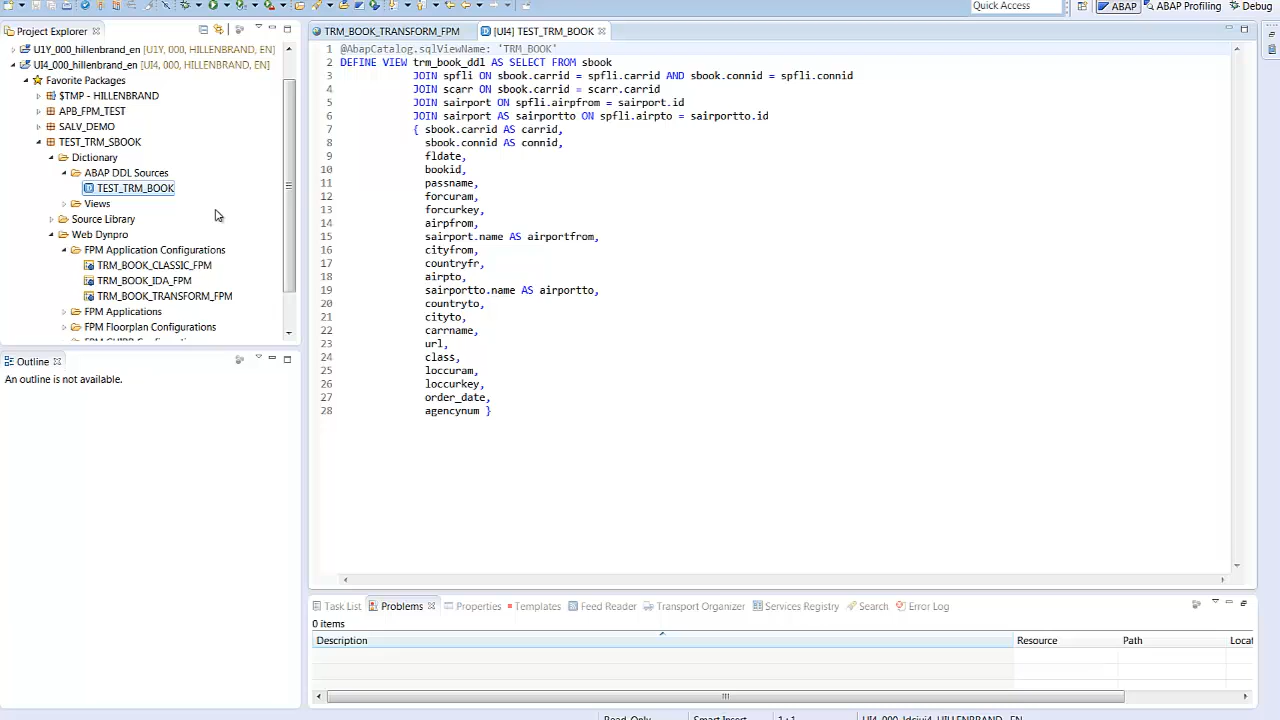 Quick Access
ABAP
ABAP Profiling
Debug
Project Explorer
U1Y_000_hillenbrand_en [U1Y, 000, HILLENBRAND, EN]
UI4_000_hillenbrand_en [UI4, 000, HILLENBRAND, EN]
Favorite Packages
$TMP - HILLENBRAND
APB_FPM_TEST
SALV_DEMO
TEST_TRM_SBOOK
Dictionary
ABAP DDL Sources
TEST_TRM_BOOK
Views
Source Library
Web Dynpro
FPM Application Configurations
TRM_BOOK_CLASSIC_FPM
TRM_BOOK_IDA_FPM
TRM_BOOK_TRANSFORM_FPM
FPM Applications
FPM Floorplan Configurations
Outline
An outline is not available.
TRM_BOOK_TRANSFORM_FPM
[UI4] TEST_TRM_BOOK
1 @AbapCatalog.sqlViewName: 'TRM_BOOK'
2 DEFINE VIEW trm_book_ddl AS SELECT FROM sbook
3 JOIN spfli ON sbook.carrid = spfli.carrid AND sbook.connid = spfli.connid
4 JOIN scarr ON sbook.carrid = scarr.carrid
5 JOIN sairport ON spfli.airpfrom = sairport.id
6 JOIN sairport AS sairportto ON spfli.airpto = sairportto.id
7 { sbook.carrid AS carrid,
8 sbook.connid AS connid,
9 fldate,
10 bookid,
11 passname,
12 forcuram,
13 forcurkey,
14 airpfrom,
15 sairport.name AS airportfrom,
16 cityfrom,
17 countryfr,
18 airpto,
19 sairportto.name AS airportto,
20 countryto,
21 cityto,
22 carrname,
23 url,
24 class,
25 loccuram,
26 loccurkey,
27 order_date,
28 agencynum }
Task List
Problems
Properties
Templates
Feed Reader
Transport Organizer
Services Registry
Search
Error Log
0 items
Description
Resource
Path
Locat